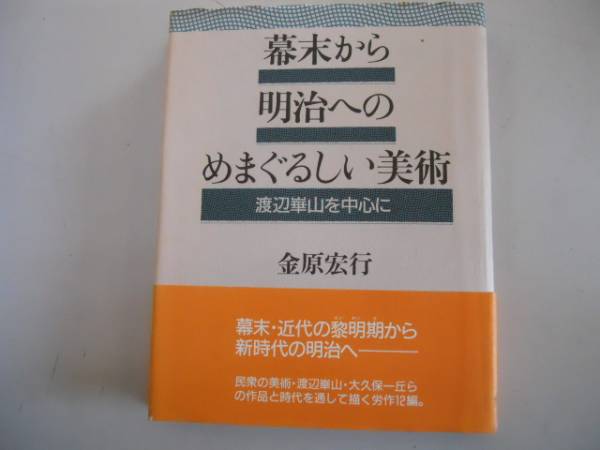 幕末から
明治への
めまぐるしい美術
渡辺崋山を中心に
金原宏行
幕末・近代の黎明期から
新時代の明治へ―――
民衆の美術・渡辺崋山・大久保一丘ら
の作品と時代を通して描く労作12編。